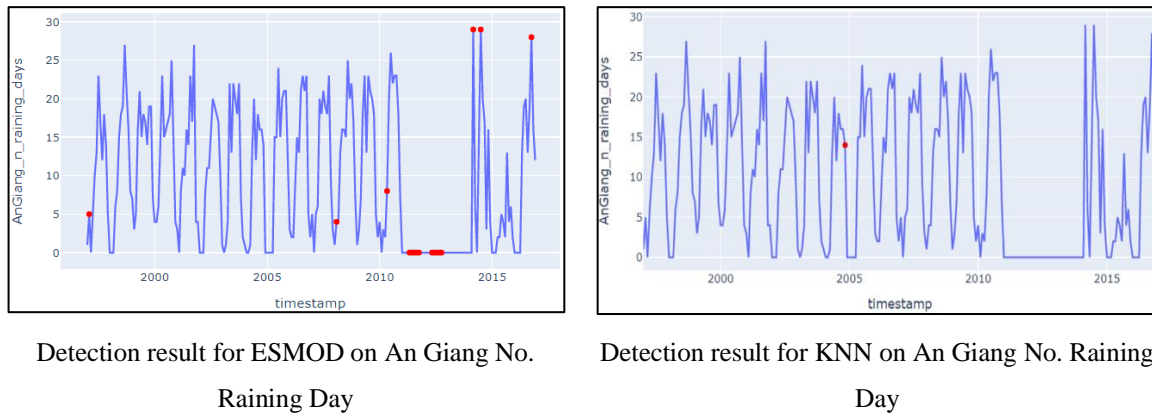 30
25
20
15
10
5
0
AnGiang_n_raining_days
2000
2005
2010
2015
timestamp
Detection result for ESMOD on An Giang No.
Raining Day
30
25
20
15
10
5
0
AnGiang_n_raining_days
2000
2005
2010
2015
timestamp
Detection result for KNN on An Giang No. Raining
Day